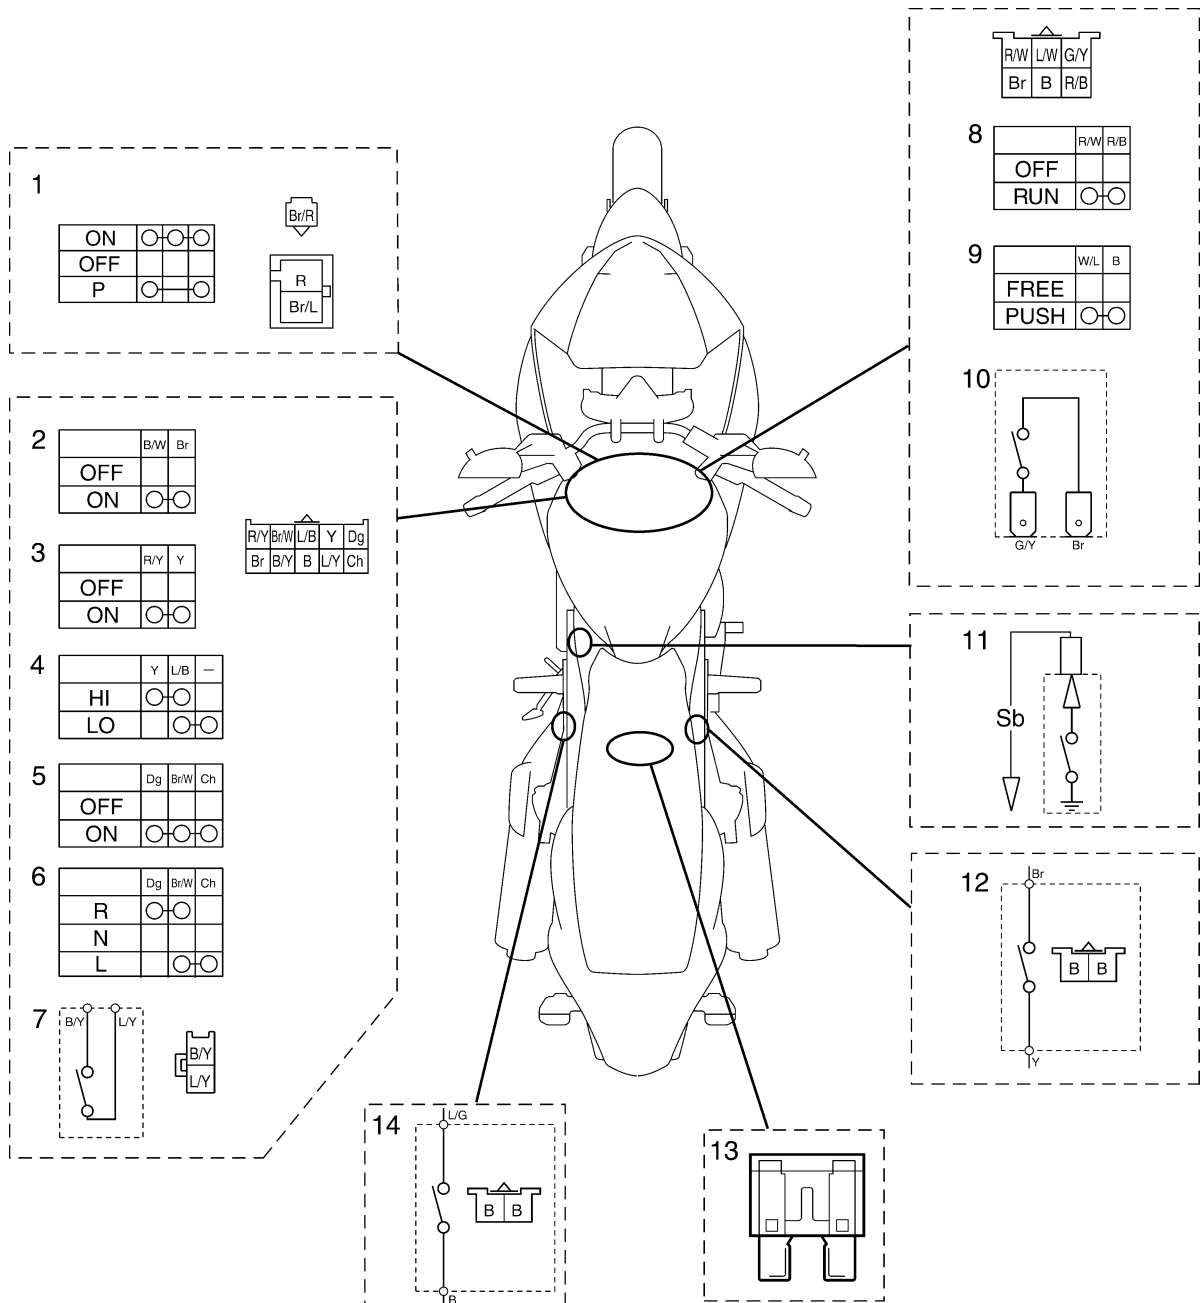 1
ON
OFF
P
Br/R
R
Br/L
2
B/W Br
OFF
ON
3
R/Y Y
OFF
ON
R/Y Br/W L/B Y Dg
Br B/Y B L/Y Ch
4
Y L/B —
HI
LO
5
Dg Br/W Ch
OFF
ON
6
Dg Br/W Ch
R
N
L
7
B/Y L/Y
B/Y
L/Y
R/W L/W G/Y
Br B R/B
8
R/W R/B
OFF
RUN
9
W/L B
FREE
PUSH
10
G/Y Br
11
Sb
12
Br
B B
Y
13
14
L/G
B B
B